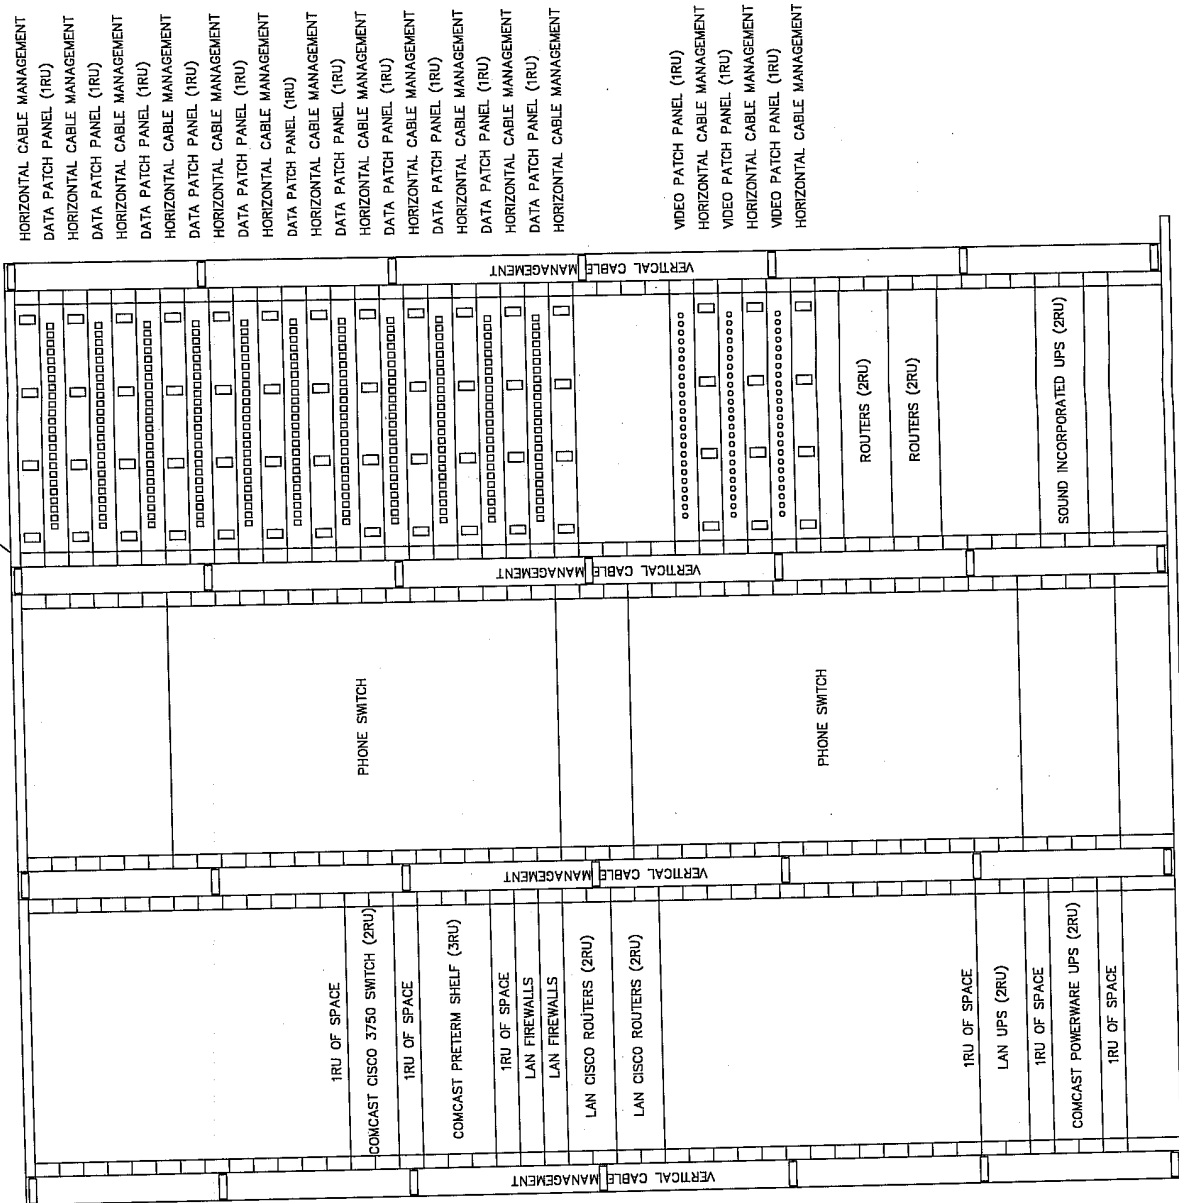 HORIZONTAL CABLE MANAGEMENT
DATA PATCH PANEL (1RU)
HORIZONTAL CABLE MANAGEMENT
DATA PATCH PANEL (1RU)
HORIZONTAL CABLE MANAGEMENT
DATA PATCH PANEL (1RU)
HORIZONTAL CABLE MANAGEMENT
DATA PATCH PANEL (1RU)
HORIZONTAL CABLE MANAGEMENT
DATA PATCH PANEL (1RU)
HORIZONTAL CABLE MANAGEMENT
DATA PATCH PANEL (1RU)
HORIZONTAL CABLE MANAGEMENT
DATA PATCH PANEL (1RU)
HORIZONTAL CABLE MANAGEMENT
DATA PATCH PANEL (1RU)
HORIZONTAL CABLE MANAGEMENT
DATA PATCH PANEL (1RU)
HORIZONTAL CABLE MANAGEMENT
DATA PATCH PANEL (1RU)
HORIZONTAL CABLE MANAGEMENT
DATA PATCH PANEL (1RU)
HORIZONTAL CABLE MANAGEMENT
VIDEO PATCH PANEL (1RU)
HORIZONTAL CABLE MANAGEMENT
VIDEO PATCH PANEL (1RU)
HORIZONTAL CABLE MANAGEMENT
VIDEO PATCH PANEL (1RU)
HORIZONTAL CABLE MANAGEMENT
VERTICAL CABLE MANAGEMENT
ROUTERS (2RU)
ROUTERS (2RU)
SOUND INCORPORATED UPS (2RU)
VERTICAL CABLE MANAGEMENT
PHONE SWITCH
PHONE SWITCH
VERTICAL CABLE MANAGEMENT
1RU OF SPACE
COMCAST CISCO 3750 SWITCH (2RU)
1RU OF SPACE
COMCAST PRETERM SHELF (3RU)
1RU OF SPACE
LAN FIREWALLS
LAN FIREWALLS
LAN CISCO ROUTERS (2RU)
LAN CISCO ROUTERS (2RU)
1RU OF SPACE
LAN UPS (2RU)
1RU OF SPACE
COMCAST POWERWARE UPS (2RU)
1RU OF SPACE
VERTICAL CABLE MANAGEMENT